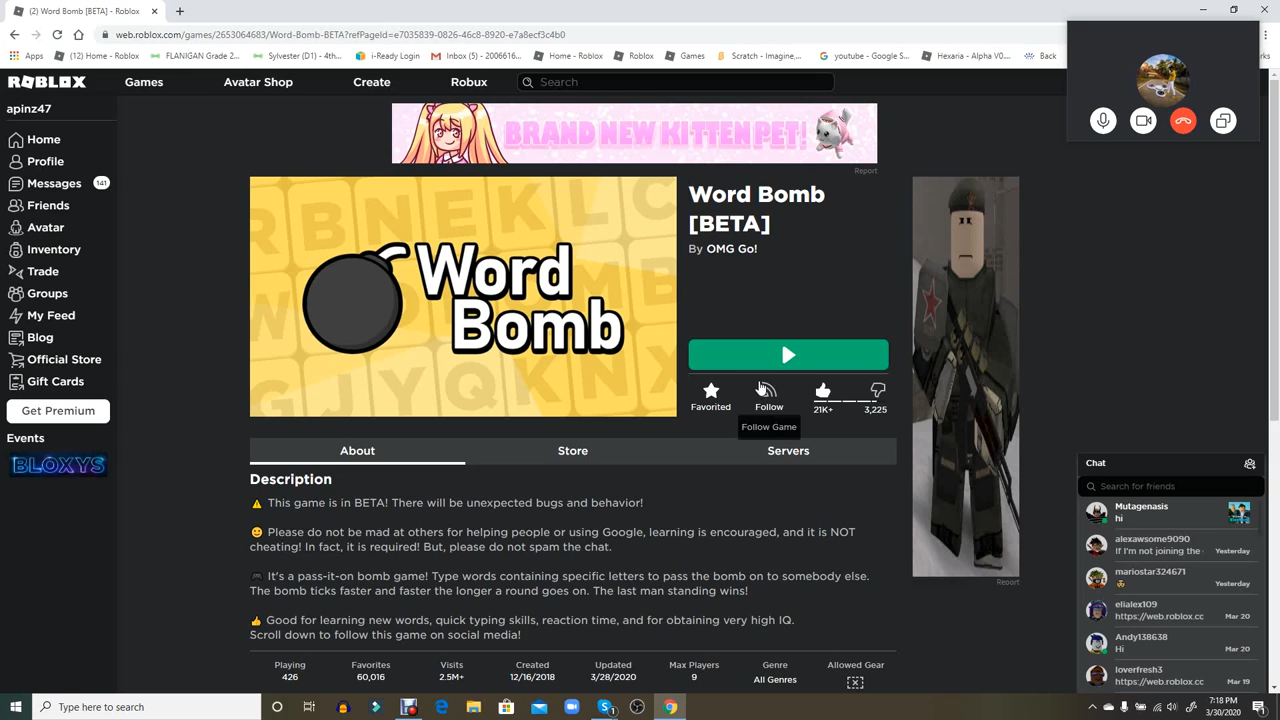 (2) Word Bomb [BETA] - Roblox
web.roblox.com/games/2653064683/Word-Bomb-BETA?refPageId=e7035839-0826-46c8-8920-e7a8ecf3c4b0
Apps
(12) Home - Roblox
FLANIGAN Grade 2...
Sylvester (D1) - 4th...
i-Ready Login
Inbox (5) - 2006616...
Home - Roblox
Roblox
Games
Scratch - Imagine,...
youtube - Google S...
Hexaria - Alpha V0...
Back
ROBLOX
Games
Avatar Shop
Create
Robux
Search
apinz47
Home
Profile
Messages 141
Friends
Avatar
Inventory
Trade
Groups
My Feed
Blog
Official Store
Gift Cards
Get Premium
Events
BLOXYS
BRAND NEW KITTEN PET!
Report
Word Bomb
Word Bomb
[BETA]
By OMG Go!
Favorited
Follow
21K+
3,225
Follow Game
About
Store
Servers
Description
This game is in BETA! There will be unexpected bugs and behavior!
Please do not be mad at others for helping people or using Google, learning is encouraged, and it is NOT
cheating! In fact, it is required! But, please do not spam the chat.
It's a pass-it-on bomb game! Type words containing specific letters to pass the bomb on to somebody else.
The bomb ticks faster and faster the longer a round goes on. The last man standing wins!
Good for learning new words, quick typing skills, reaction time, and for obtaining very high IQ.
Scroll down to follow this game on social media!
Playing
426
Favorites
60,016
Visits
2.5M+
Created
12/16/2018
Updated
3/28/2020
Max Players
9
Genre
All Genres
Allowed Gear
Report
Chat
Search for friends
Mutagenasis
hi
alexawsome9090
If I'm not joining the
Yesterday
mariostar324671
Yesterday
elialex109
https://web.roblox.cc
Mar 20
Andy138638
Hi
Mar 20
loverfresh3
https://web.roblox.cc
Mar 19
Type here to search
7:18 PM
3/30/2020